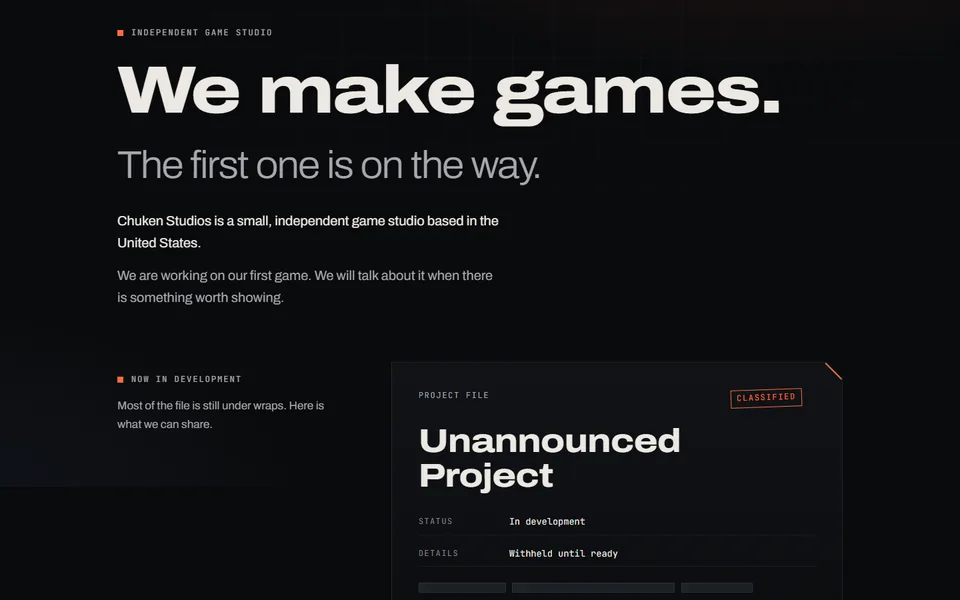 INDEPENDENT GAME STUDIO
We make games.
The first one is on the way.
Chuken Studios is a small, independent game studio based in the
United States.
We are working on our first game. We will talk about it when there
is something worth showing.
NOW IN DEVELOPMENT
Most of the file is still under wraps. Here is
what we can share.
PROJECT FILE
CLASSIFIED
Unannounced
Project
STATUS In development
DETAILS Withheld until ready